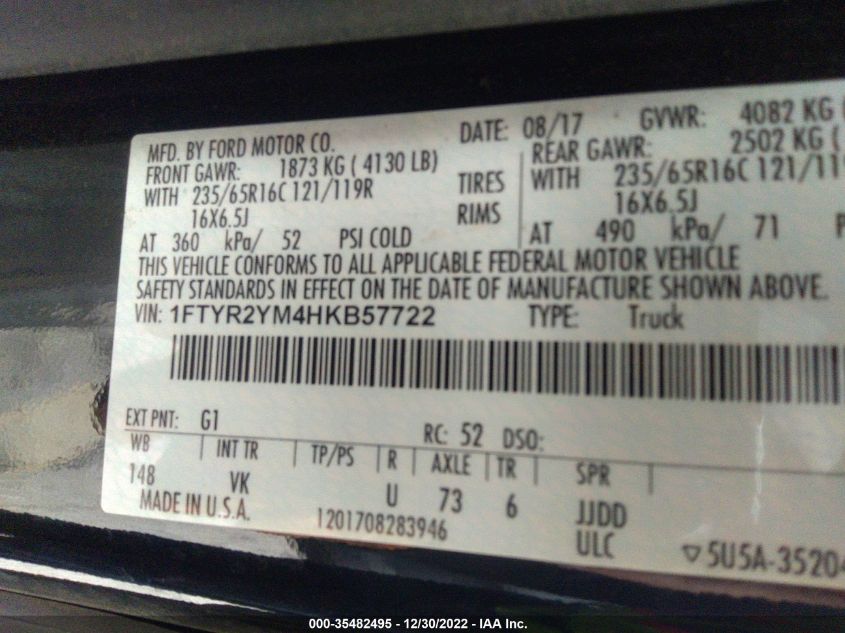 MFD. BY FORD MOTOR CO. DATE: 08/17 GVWR: 4082 KG (
FRONT GAWR: 1873 KG ( 4130 LB) REAR GAWR: 2502 KG (
WITH 235/65R16C 121/119R TIRES WITH 235/65R16C 121/119
16X6.5J RIMS 16X6.5J
AT 360 kPa/ 52 PSI COLD AT 490 kPa/ 71 P
THIS VEHICLE CONFORMS TO ALL APPLICABLE FEDERAL MOTOR VEHICLE
SAFETY STANDARDS IN EFFECT ON THE DATE OF MANUFACTURE SHOWN ABOVE.
VIN: 1FTYR2YM4HKB57722 TYPE: Truck
EXT PNT: G1 RC: 52 DSO:
WB INT TR TP/PS R AXLE TR SPR
148 VK U 73 6 JJDD
MADE IN U.S.A. 1201708283946 ULC ▽5U5A-35204
000-35482495 - 12/30/2022 - IAA Inc.